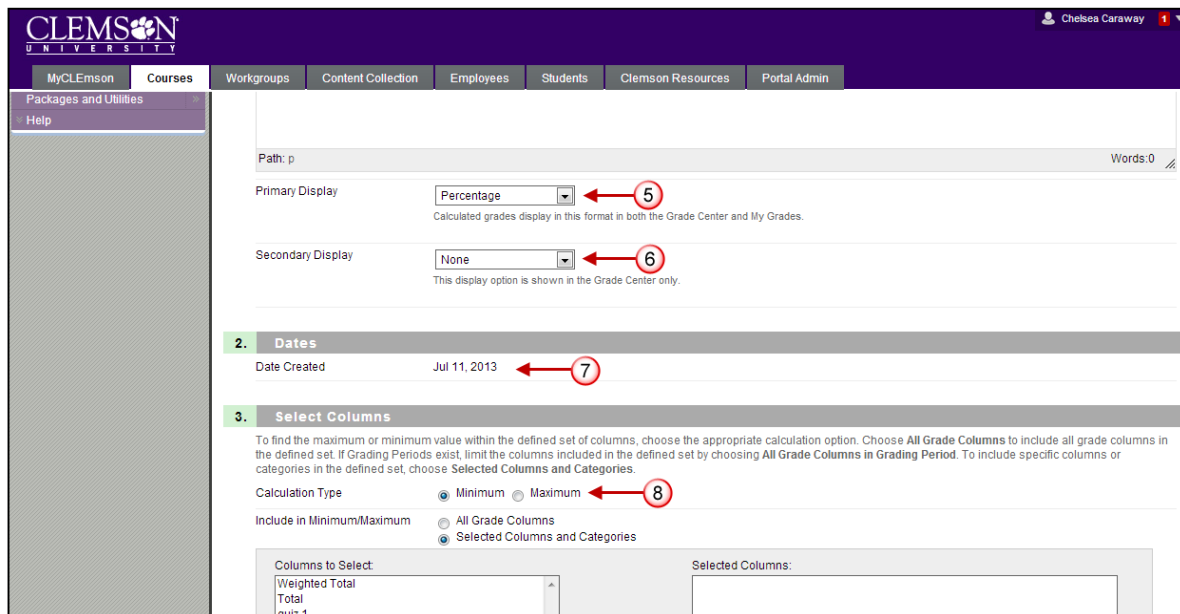 CLEMSON
UNIVERSITY
Chelsea Caraway 1
MyCLEmson Courses Workgroups Content Collection Employees Students Clemson Resources Portal Admin
Packages and Utilities
Help
Path: p Words:0
Primary Display Percentage 5
Calculated grades display in this format in both the Grade Center and My Grades.
Secondary Display None 6
This display option is shown in the Grade Center only.
2. Dates
Date Created Jul 11, 2013 7
3. Select Columns
To find the maximum or minimum value within the defined set of columns, choose the appropriate calculation option. Choose All Grade Columns to include all grade columns in
the defined set. If Grading Periods exist, limit the columns included in the defined set by choosing All Grade Columns in Grading Period. To include specific columns or
categories in the defined set, choose Selected Columns and Categories.
Calculation Type Minimum Maximum 8
Include in Minimum/Maximum All Grade Columns
Selected Columns and Categories
Columns to Select: Selected Columns:
Weighted Total
Total
quiz 1